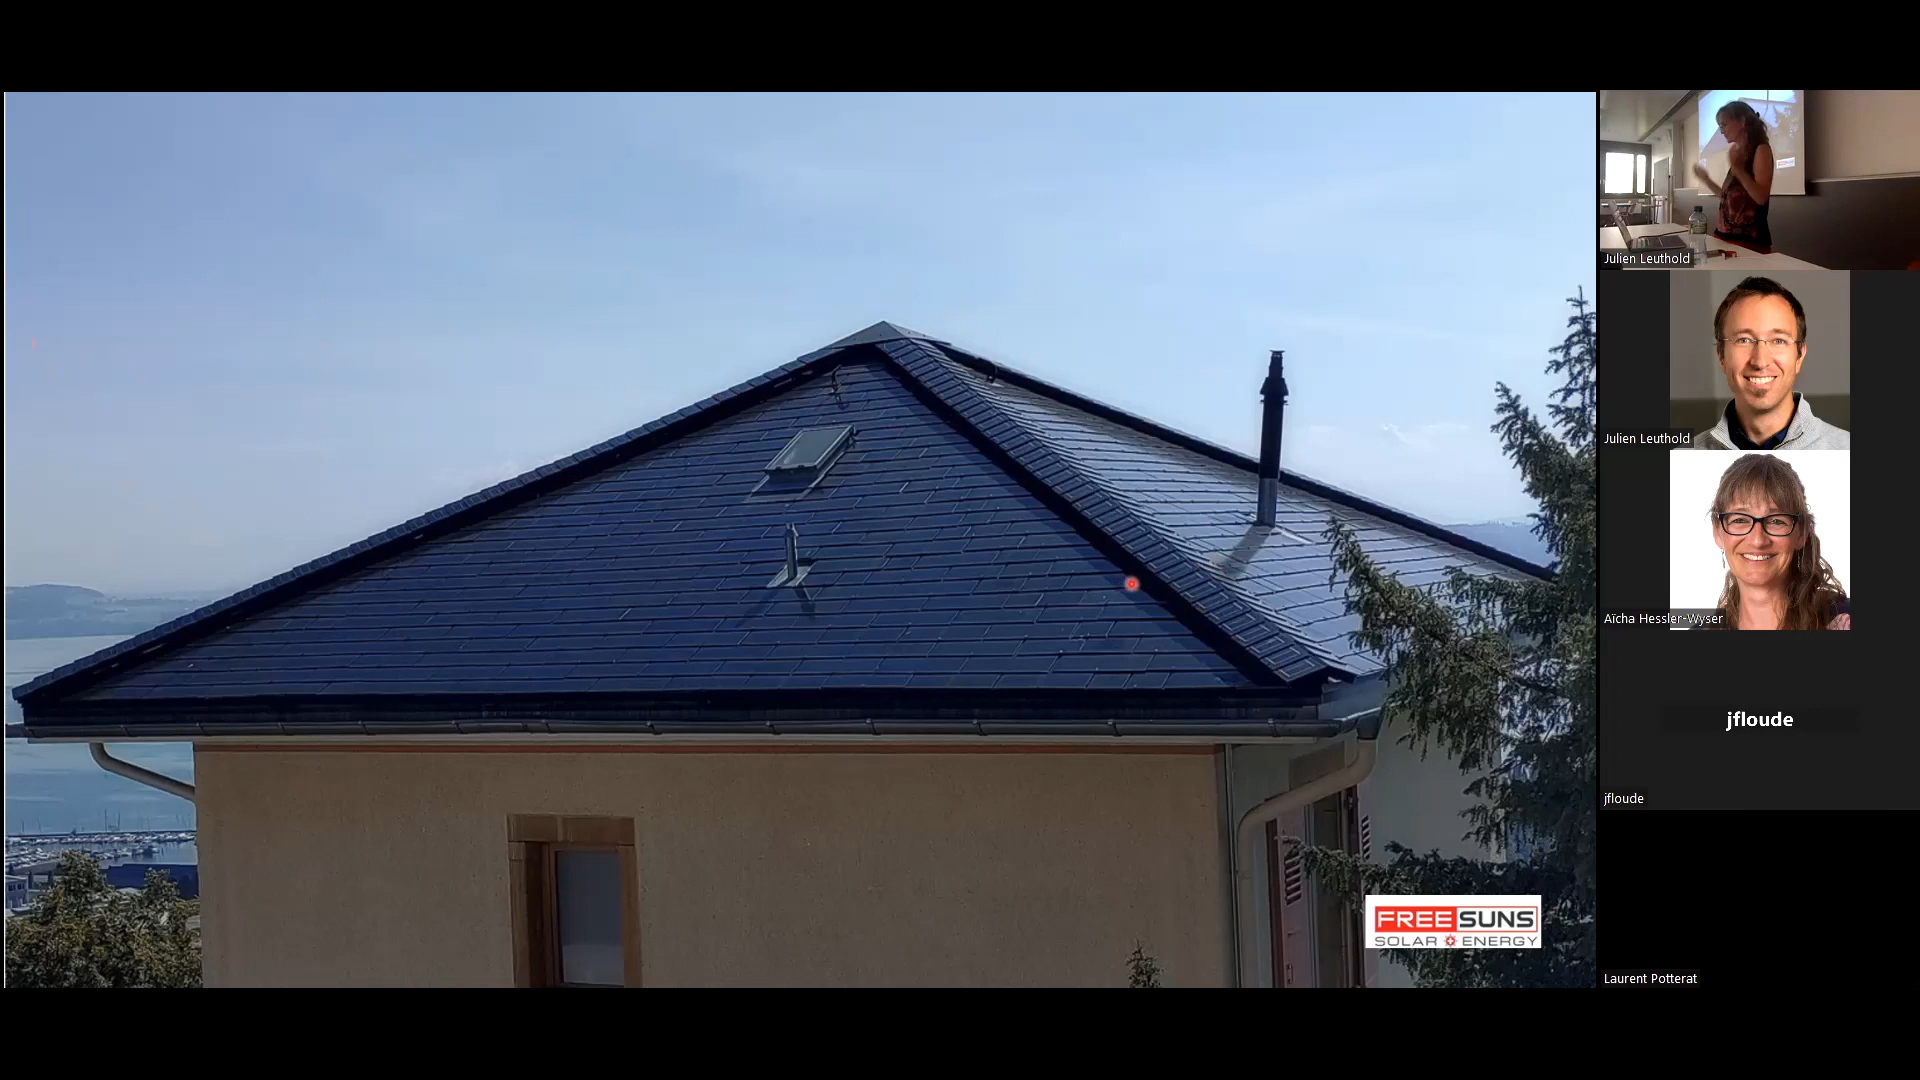 FREESUNS
SOLAR ENERGY
Julien Leuthold
Julien Leuthold
Aïcha Hessler-Wyser
jfloude
jfloude
Laurent Potterat